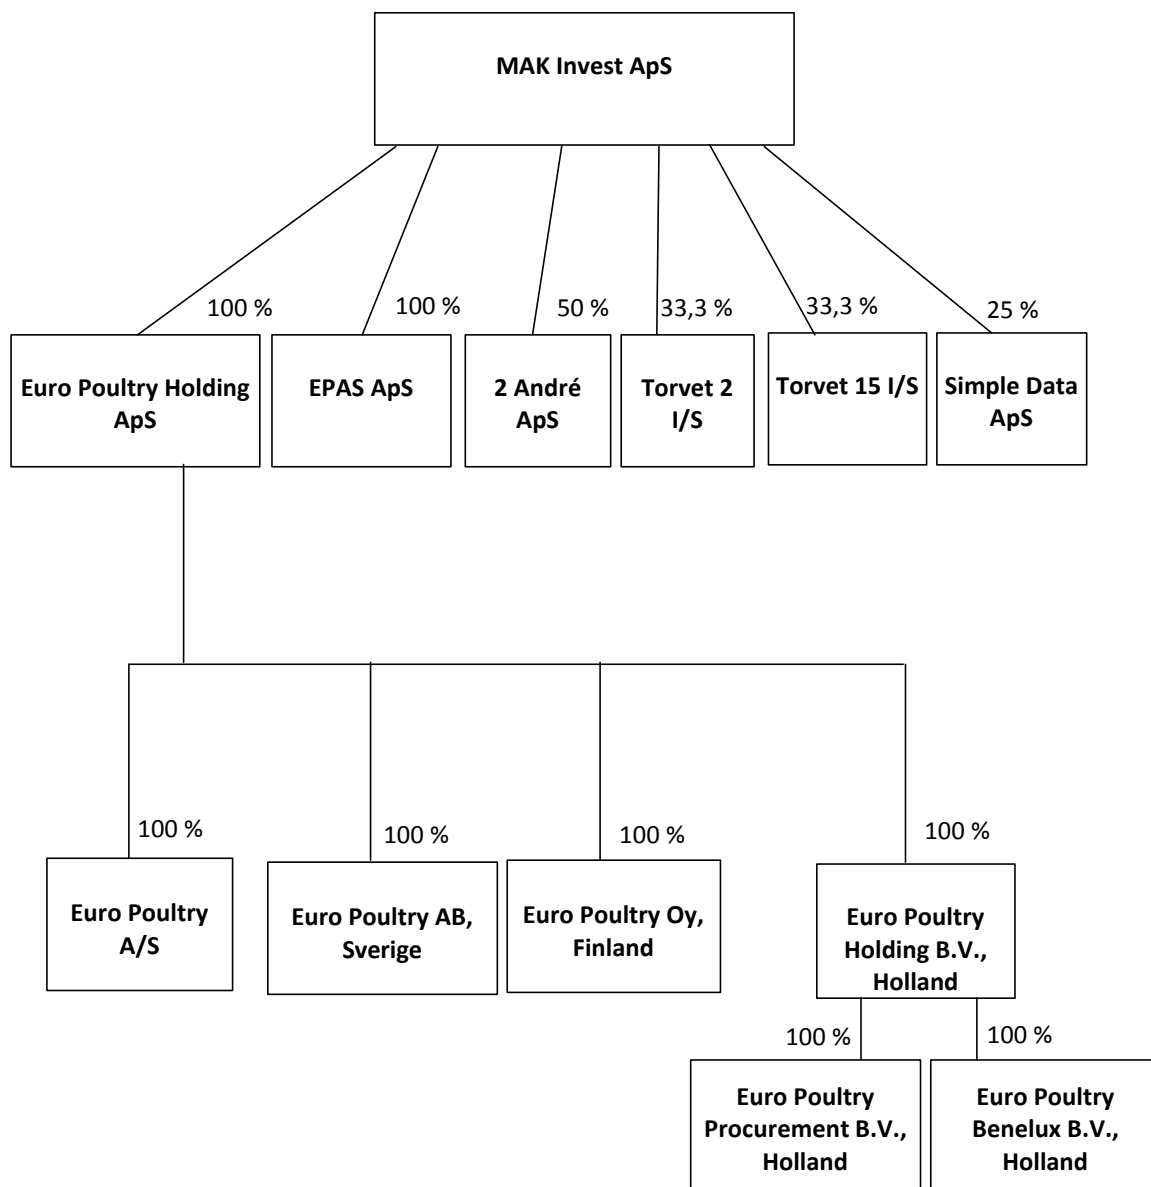 MAK Invest ApS
100 %
100 %
50 %
33,3 %
33,3 %
25 %
Euro Poultry Holding
ApS
EPAS ApS
2 André
ApS
Torvet 2
I/S
Torvet 15 I/S
Simple Data
ApS
100 %
100 %
100 %
100 %
Euro Poultry
A/S
Euro Poultry AB,
Sverige
Euro Poultry Oy,
Finland
Euro Poultry
Holding B.V.,
Holland
100 %
100 %
Euro Poultry
Procurement B.V.,
Holland
Euro Poultry
Benelux B.V.,
Holland